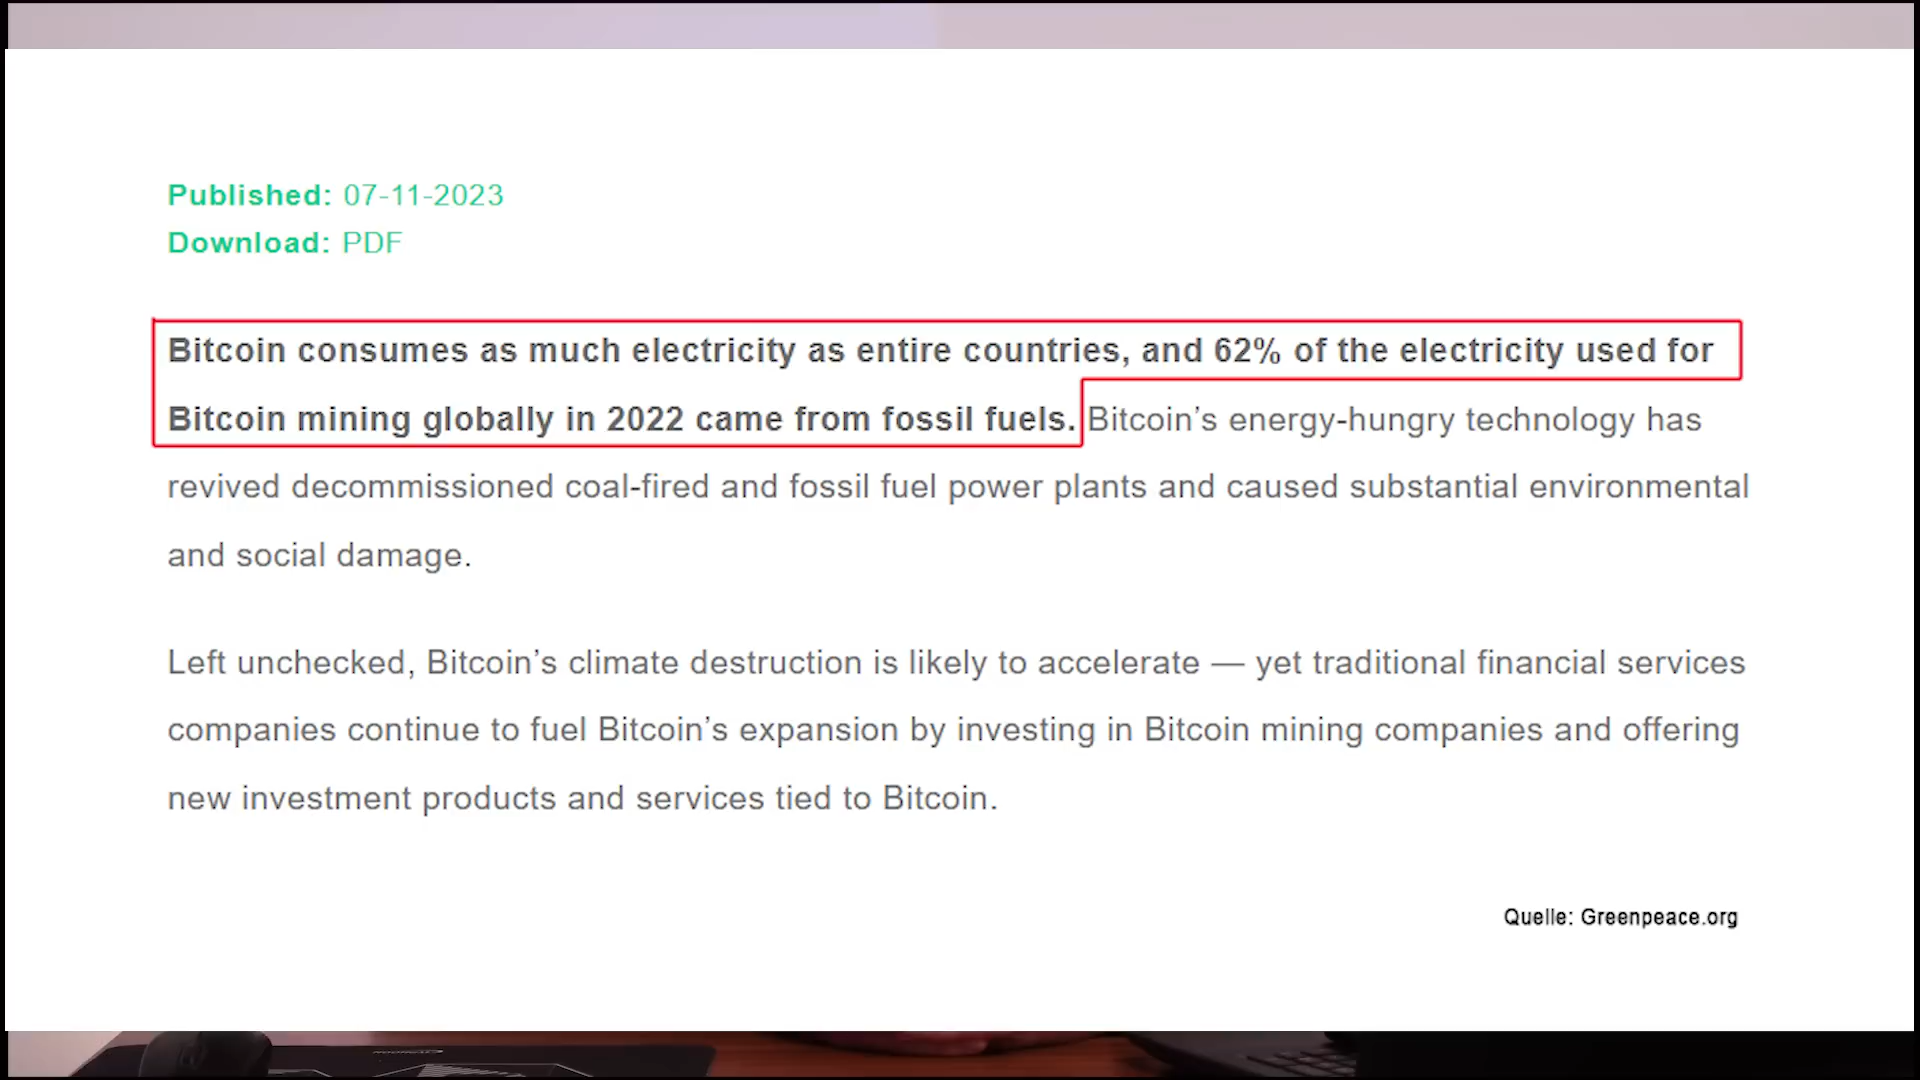 Published: 07-11-2023
Download: PDF
Bitcoin consumes as much electricity as entire countries, and 62% of the electricity used for
Bitcoin mining globally in 2022 came from fossil fuels. Bitcoin’s energy-hungry technology has
revived decommissioned coal-fired and fossil fuel power plants and caused substantial environmental
and social damage.
Left unchecked, Bitcoin’s climate destruction is likely to accelerate — yet traditional financial services
companies continue to fuel Bitcoin’s expansion by investing in Bitcoin mining companies and offering
new investment products and services tied to Bitcoin.
Quelle: Greenpeace.org